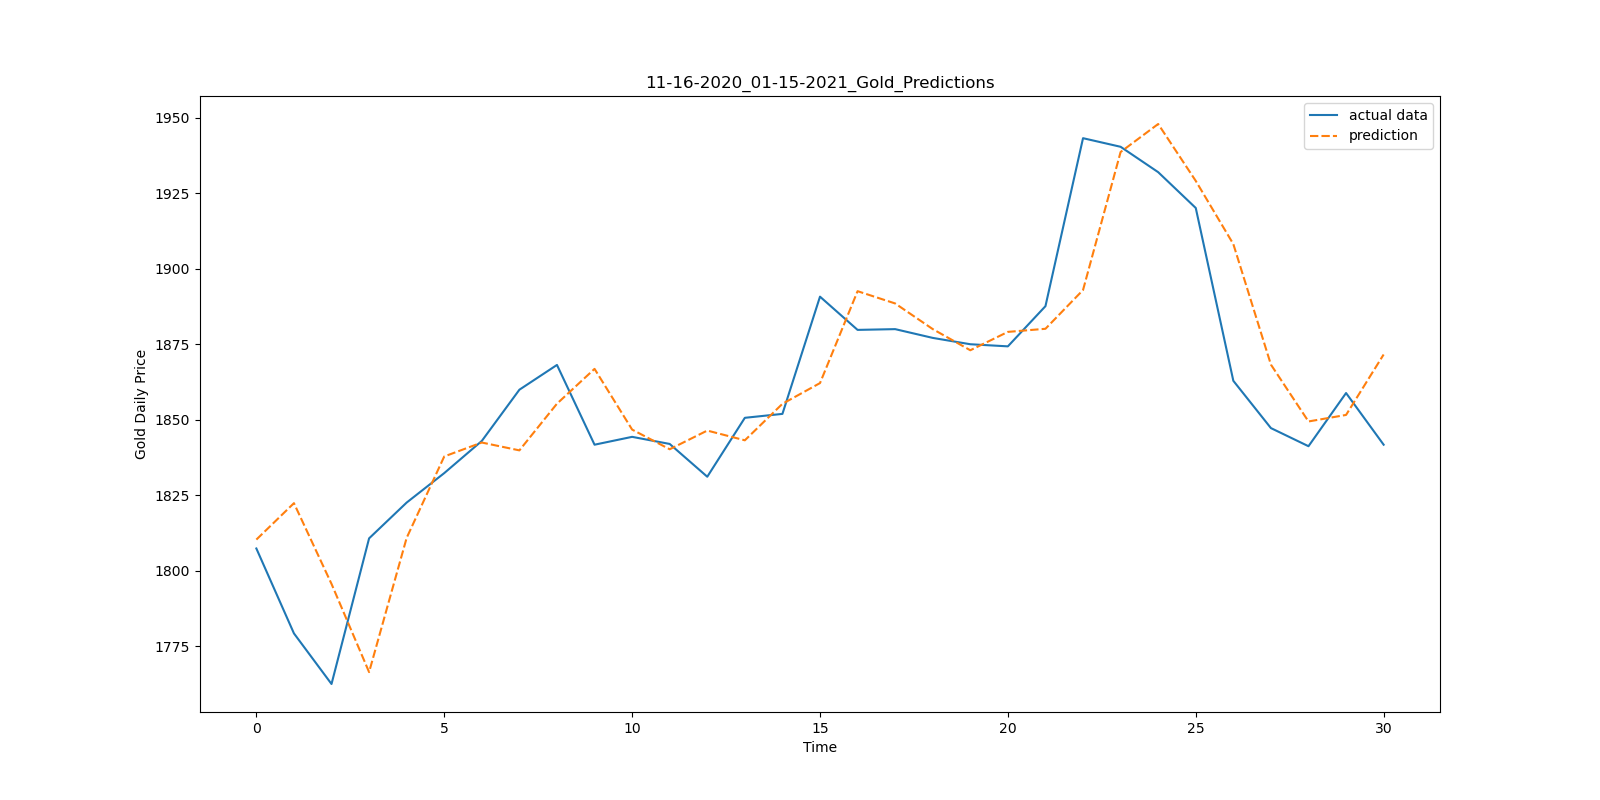 11-16-2020_01-15-2021_Gold_Predictions
actual data
prediction
1950
1925
1900
1875
1850
1825
1800
1775
Gold Daily Price
0 5 10 15 20 25 30
Time